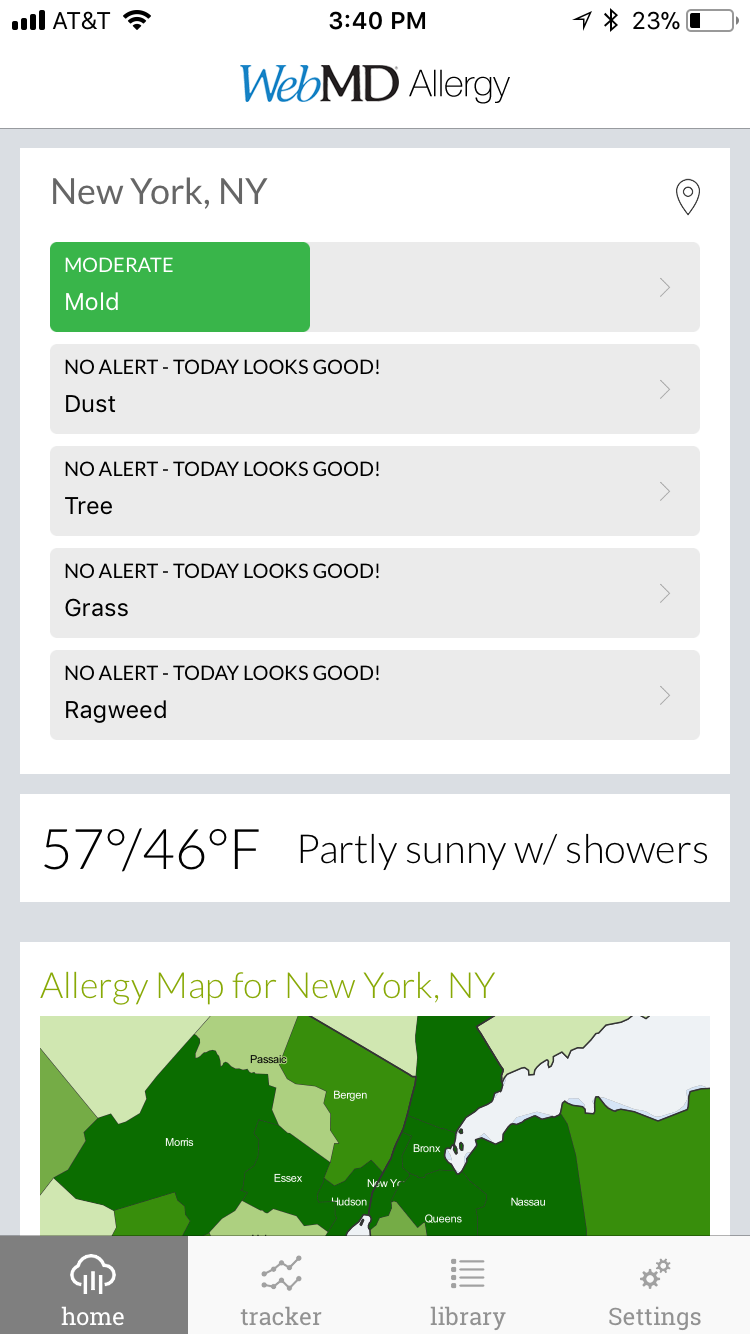 AT&T 3:40 PM 23%
WebMD Allergy
New York, NY
MODERATE
Mold
NO ALERT - TODAY LOOKS GOOD!
Dust
NO ALERT - TODAY LOOKS GOOD!
Tree
NO ALERT - TODAY LOOKS GOOD!
Grass
NO ALERT - TODAY LOOKS GOOD!
Ragweed
57°/46°F Partly sunny w/ showers
Allergy Map for New York, NY
Passaic
Bergen
Morris
Bronx
Essex
New Yr
Hudson
Nassau
Queens
home tracker library Settings